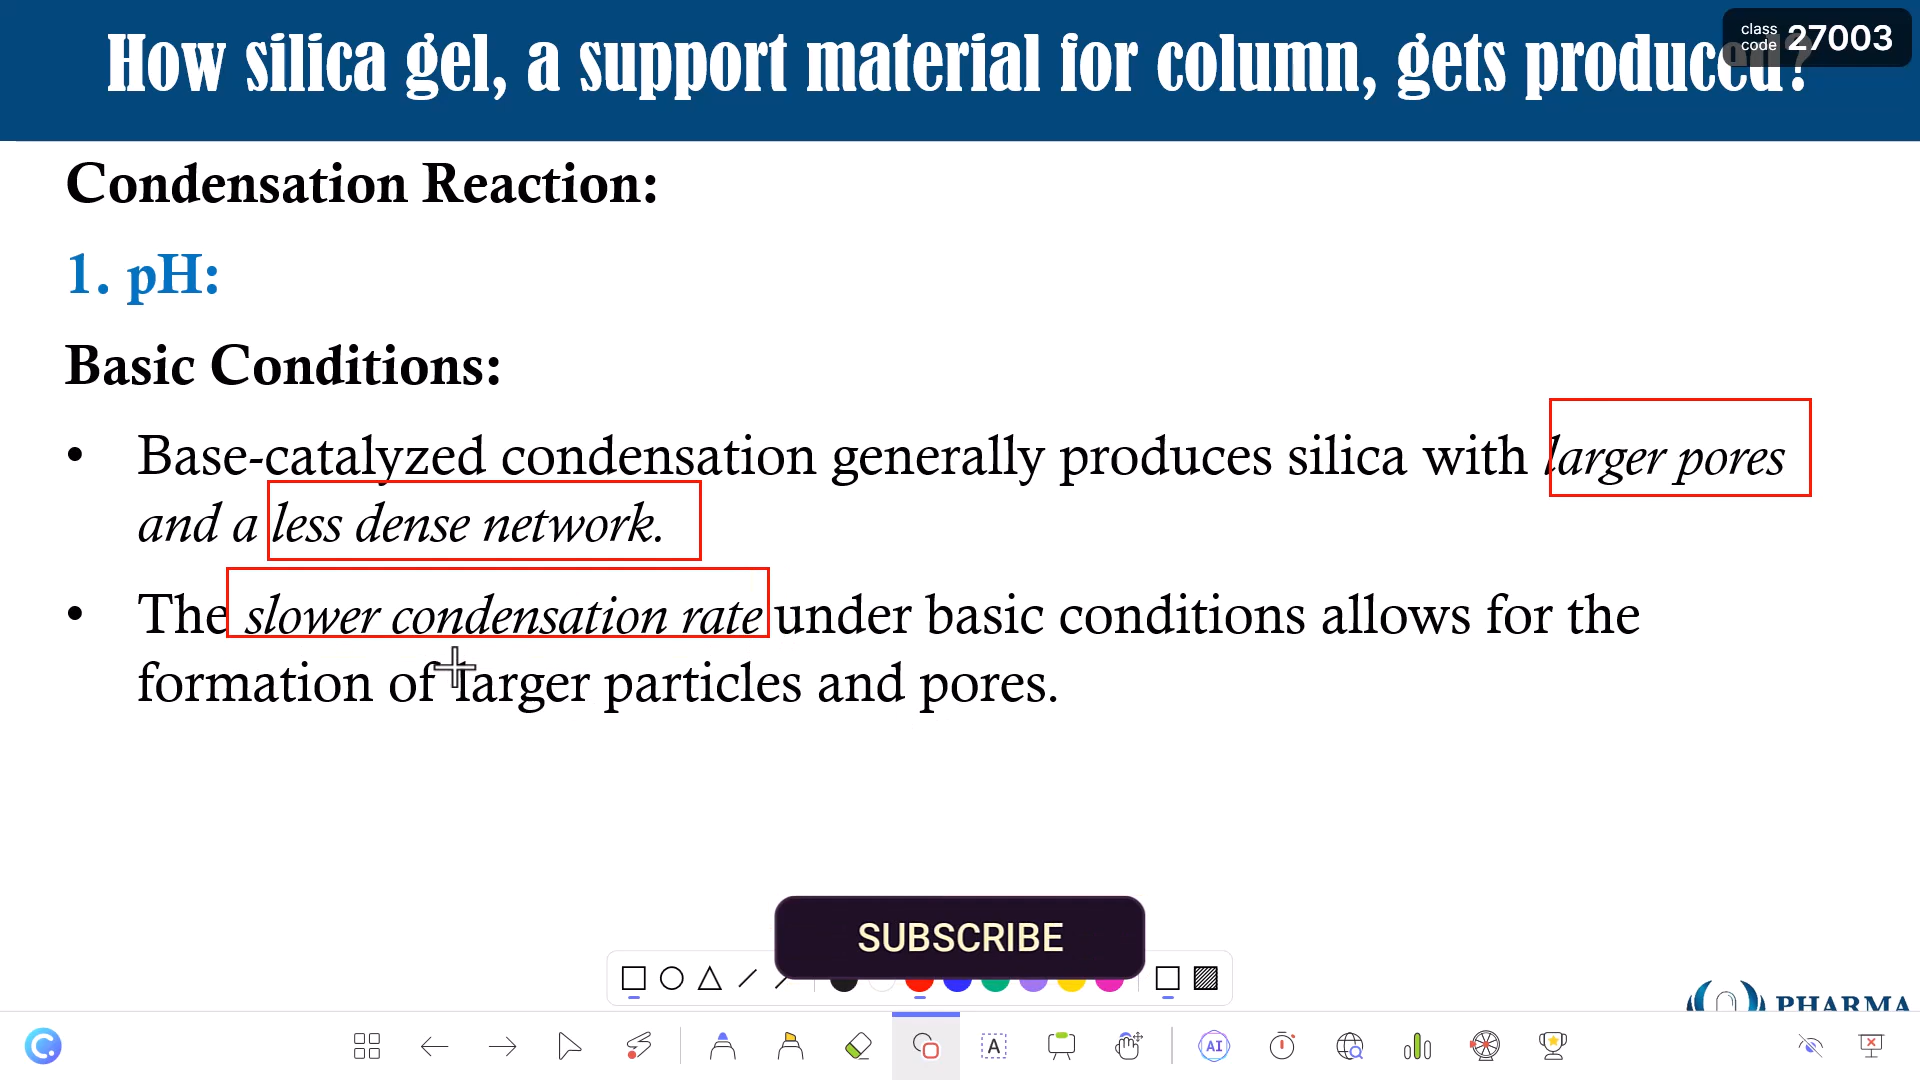 How silica gel, a support material for column, gets produced?
class code 27003
Condensation Reaction:
1. pH:
Basic Conditions:
• Base-catalyzed condensation generally produces silica with larger pores
and a less dense network.
• The slower condensation rate under basic conditions allows for the
formation of larger particles and pores.
SUBSCRIBE
PHARMA
A
AI